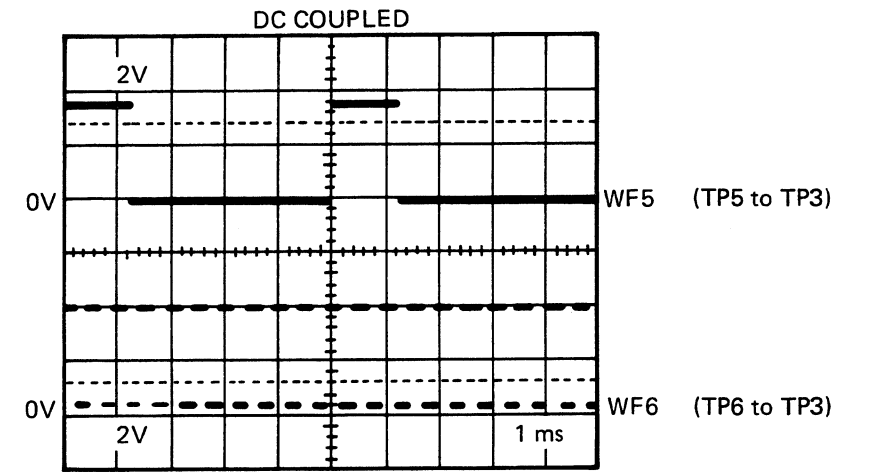 DC COUPLED
2V
0V WF5 (TP5 to TP3)
0V WF6 (TP6 to TP3)
2V 1 ms